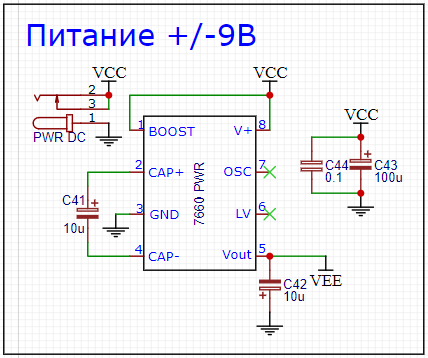 Питание +/-9В
VCC
VCC
2
3
1
PWR DC
1
BOOST
V+
8
VCC
2
CAP+
OSC
7
C44
0.1
C43
100u
C41
10u
3
GND
7660 PWR
LV
6
4
CAP-
Vout
5
C42
10u
VEE